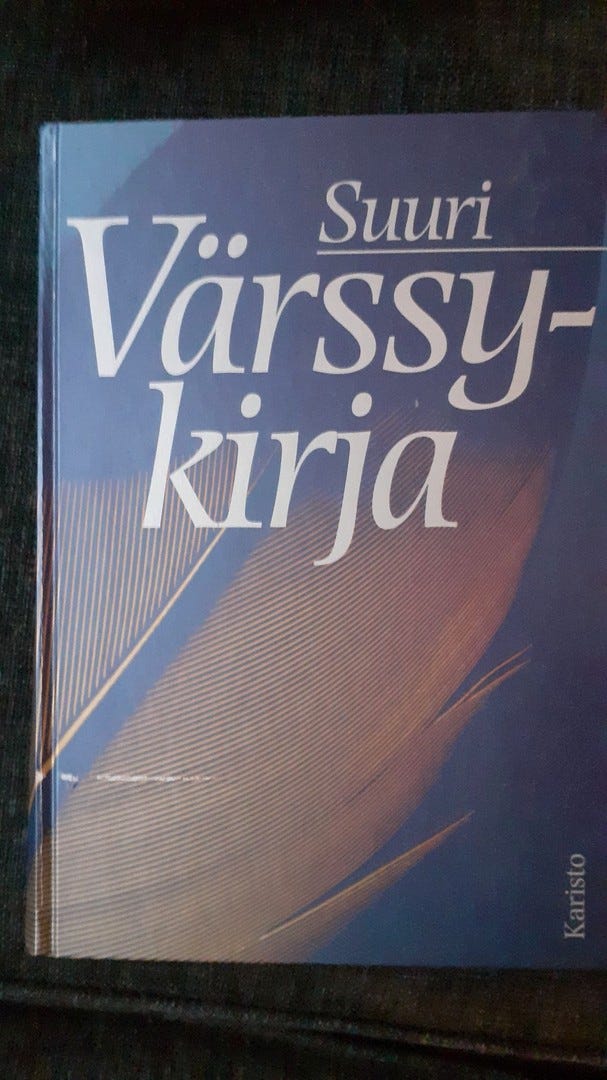 Suuri
Värssy-
kirja
Karisto